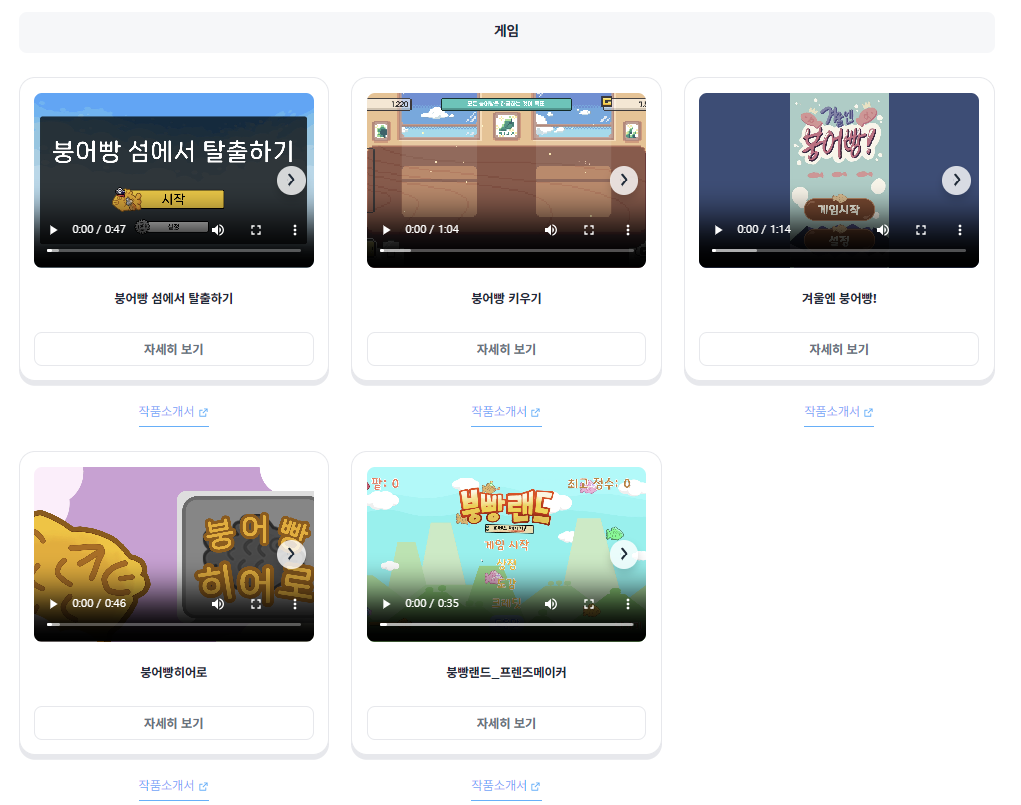 게임
붕어빵 섬에서 탈출하기
시작
설정
0:00 / 0:47
1220
0:00 / 1:04
겨울엔
붕어빵!
게임시작
설정
0:00 / 1:14
붕어빵 섬에서 탈출하기
붕어빵 키우기
겨울엔 붕어빵!
자세히 보기
자세히 보기
자세히 보기
작품소개서
작품소개서
작품소개서
붕어빵
히어로
0:00 / 0:46
팥: 0
최고 점수: 0
붕빵랜드
게임 시작
상점
도감
0:00 / 0:35
붕어빵히어로
붕빵랜드_프렌즈메이커
자세히 보기
자세히 보기
작품소개서
작품소개서